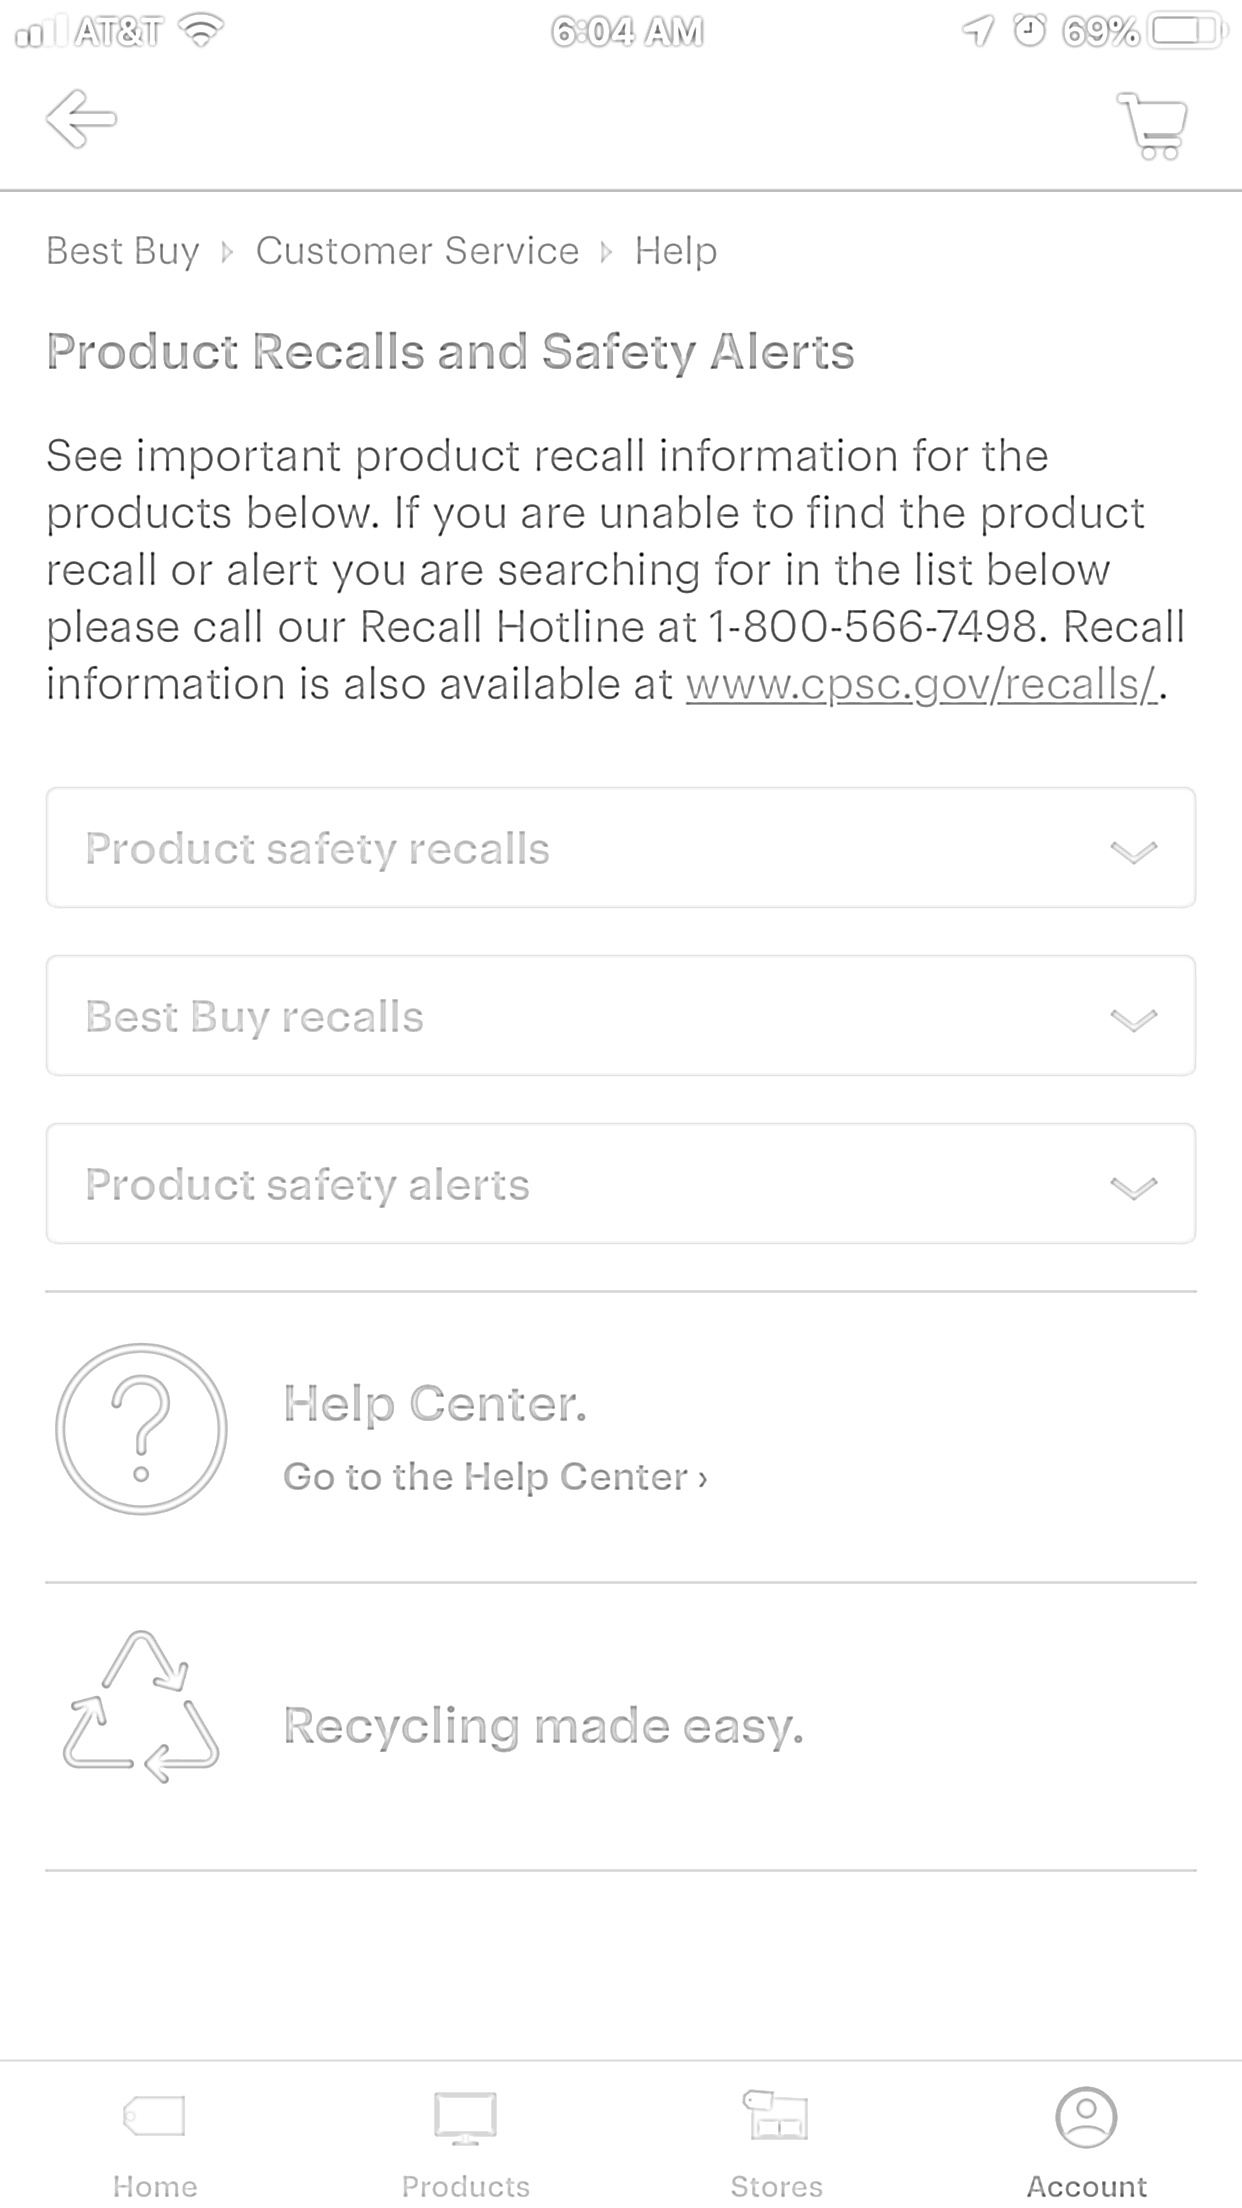 AT&T 6:04 AM 69%
Best Buy Customer Service Help
Product Recalls and Safety Alerts
See important product recall information for the
products below. If you are unable to find the product
recall or alert you are searching for in the list below
please call our Recall Hotline at 1-800-566-7498. Recall
information is also available at www.cpsc.gov/recalls/.
Product safety recalls
Best Buy recalls
Product safety alerts
Help Center.
Go to the Help Center ›
Recycling made easy.
Home Products Stores Account